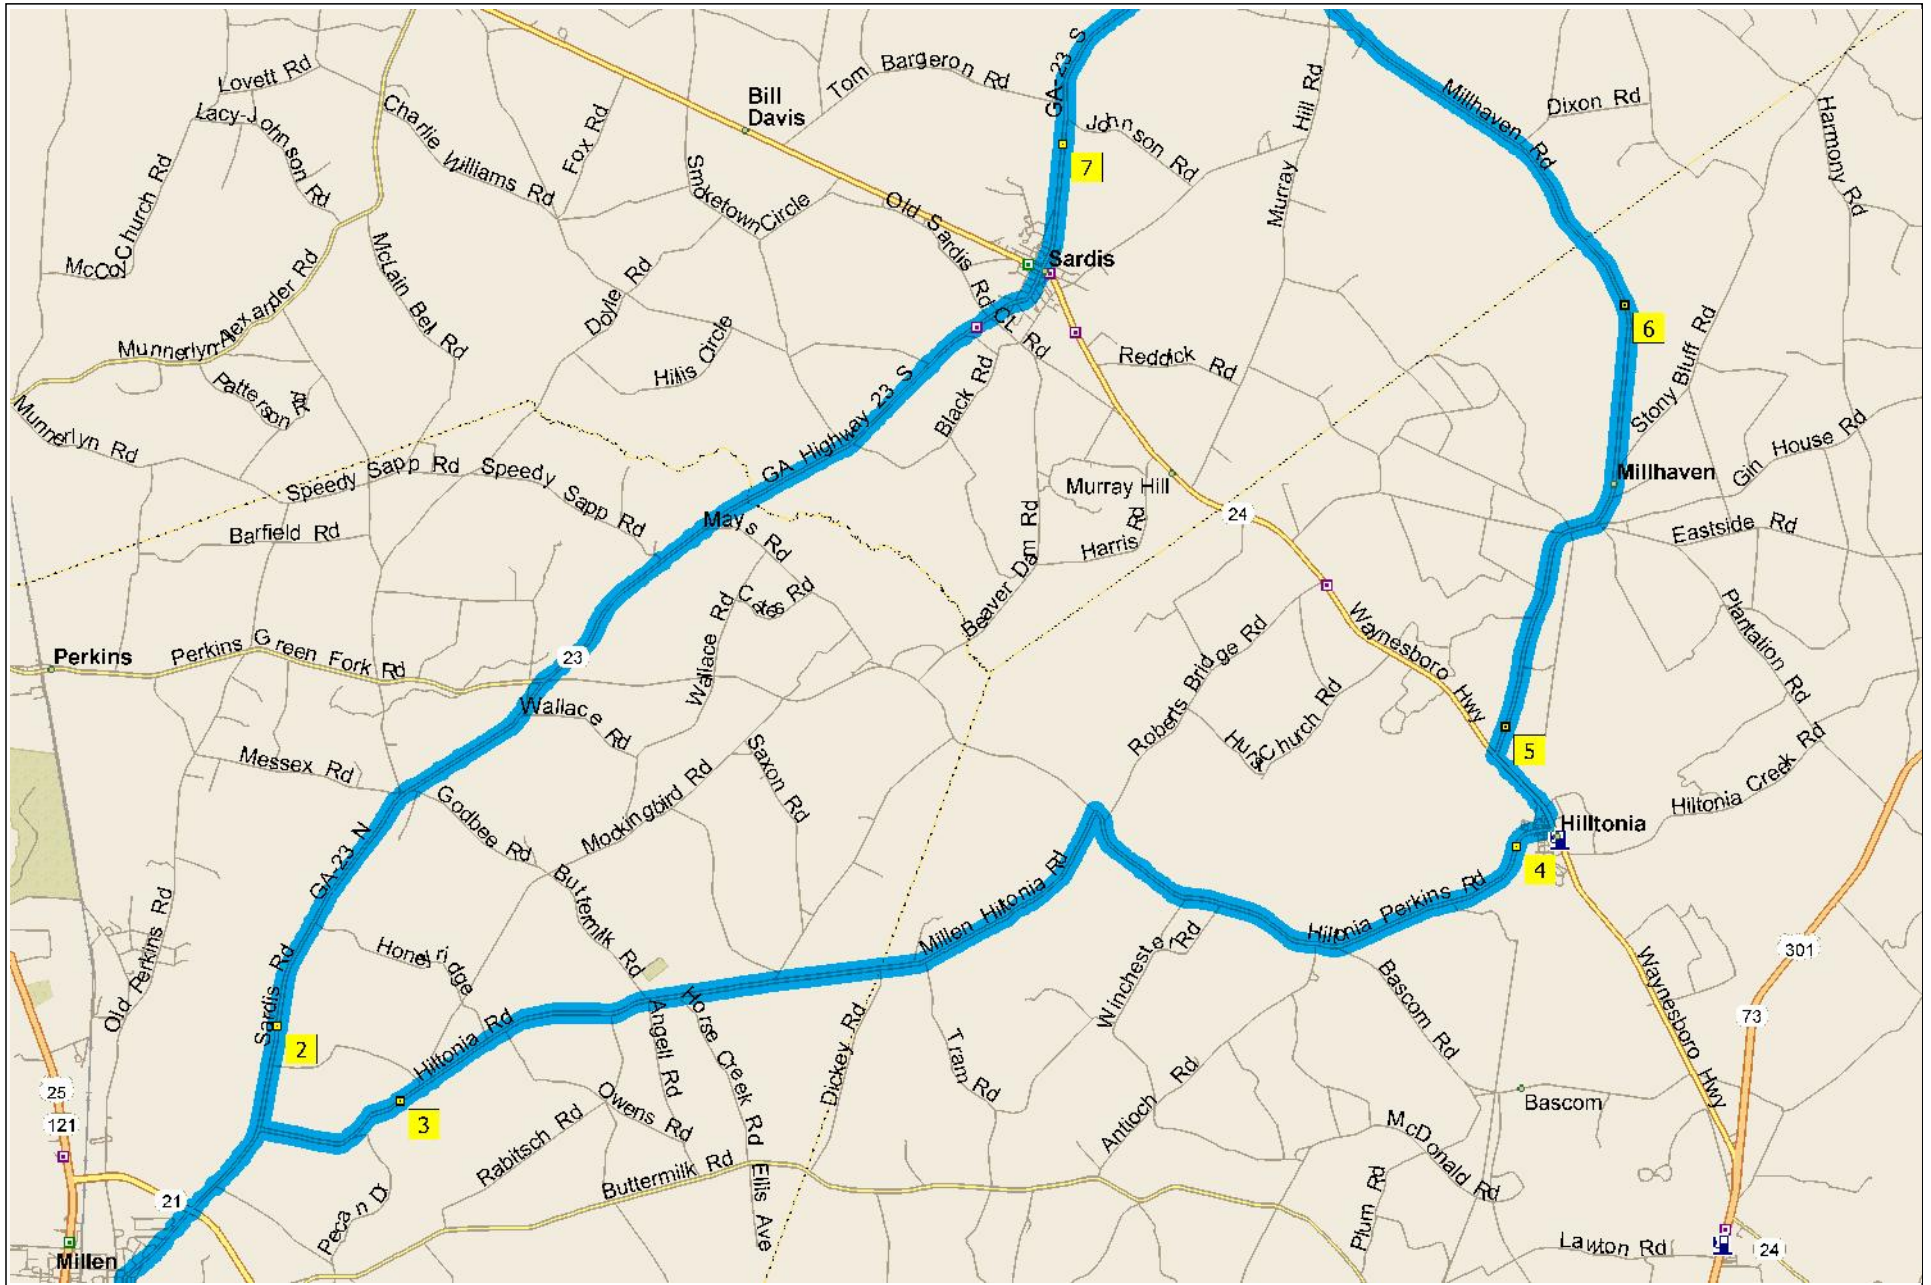 Lovett Rd
Lacy-Johnson Rd
Charlie Williams Rd
Fox Rd
Bill
Davis
Tom Bargeron Rd
GA-23 S
Johnson Rd
7
Hill Rd
Murray
Millhaven Rd
Dixon Rd
Harmony Rd
Church Rd
McCoy
Smoketown Circle
Old Sardis Rd
Sardis
Munnerlyn
Alexander Rd
McLain Bell Rd
Doyle Rd
Hillis Circle
CL Rd
Reddick Rd
6
Stony Bluff Rd
Patterson Rd
Munnerlyn Rd
Speedy Sapp Rd
Speedy Sapp Rd
GA Highway 23 S
Black Rd
Murray Hill
Harris Rd
Millhaven
Gin House Rd
Eastside Rd
24
Barfield Rd
Mays Rd
Cates Rd
Wallace Rd
Beaver Dam Rd
Perkins
Perkins Green Fork Rd
23
Wallace Rd
Roberts Bridge Rd
Hurst Church Rd
Waynesboro Hwy
Plantation Rd
5
Messex Rd
Godbee Rd
Mockingbird Rd
Saxon Rd
Hiltonia Creek Rd
Hilltonia
4
GA-23 N
Old Perkins Rd
Honeyridge
Buttermilk Rd
Millen Hiltonia Rd
Hiltonia Perkins Rd
Winchester Rd
Bascom Rd
Waynesboro Hwy
301
73
Sardis Rd
2
Hiltonia Rd
3
Angell Rd
Horse Creek Rd
Dickey Rd
Tram Rd
Antioch Rd
Bascom
25
121
Rabitsch Rd
Owens Rd
Buttermilk Rd
Ellis Ave
McDonald Rd
Plum Rd
21
Pecan Dr
Millen
Lawton Rd
24